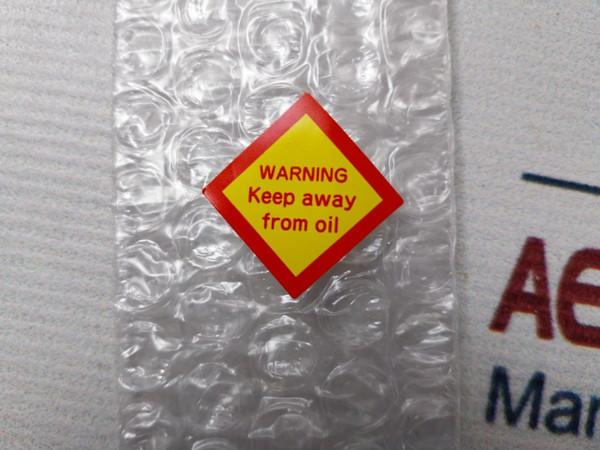 WARNING
Keep away
from oil